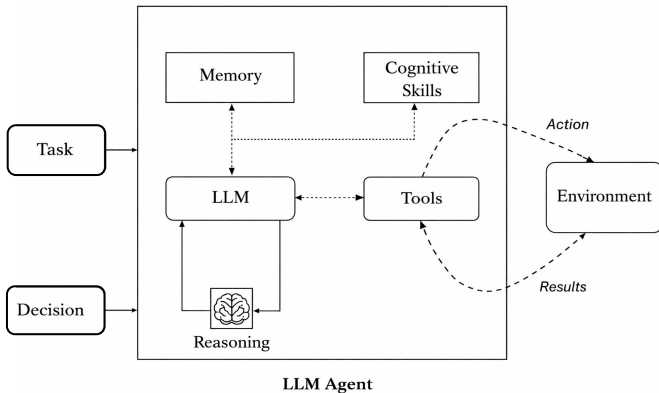 Memory
Cognitive
Skills
Action
Task
LLM
Tools
Environment
Decision
Results
Reasoning
LLM Agent